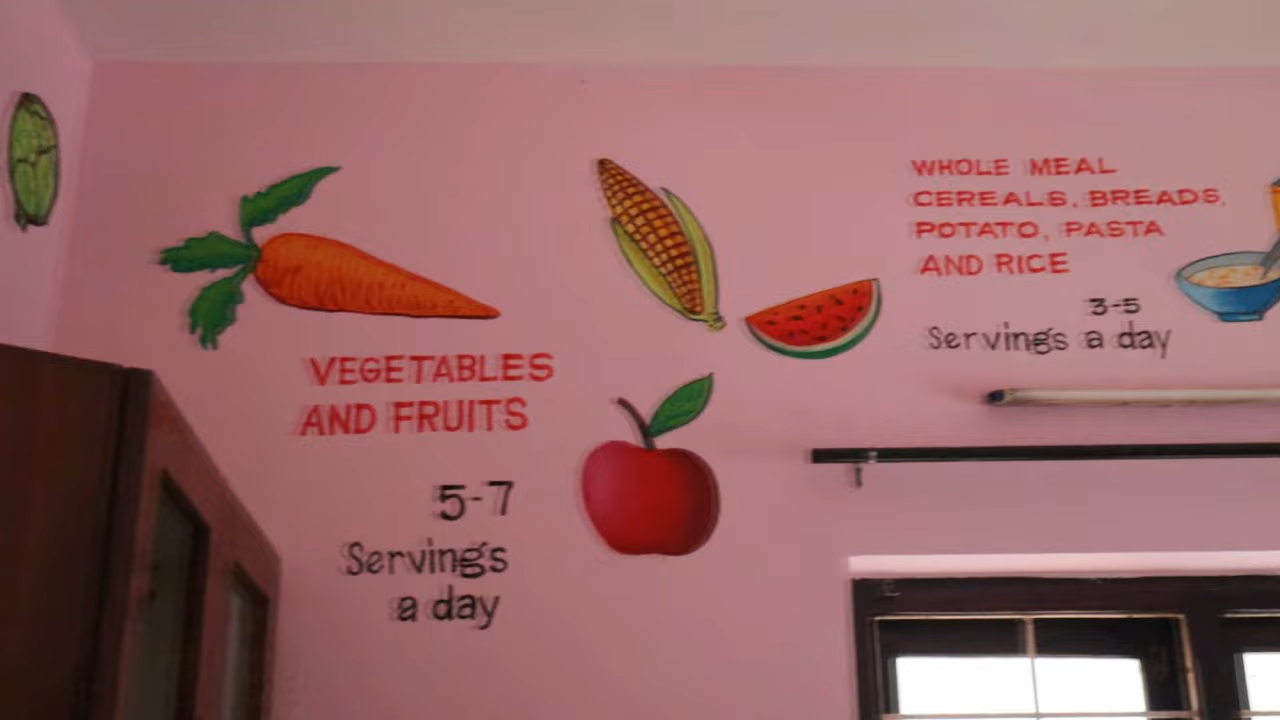 VEGETABLES
AND FRUITS
5-7
Servings
a day
WHOLE MEAL
CEREALS, BREADS,
POTATO, PASTA
AND RICE
3-5
Servings a day